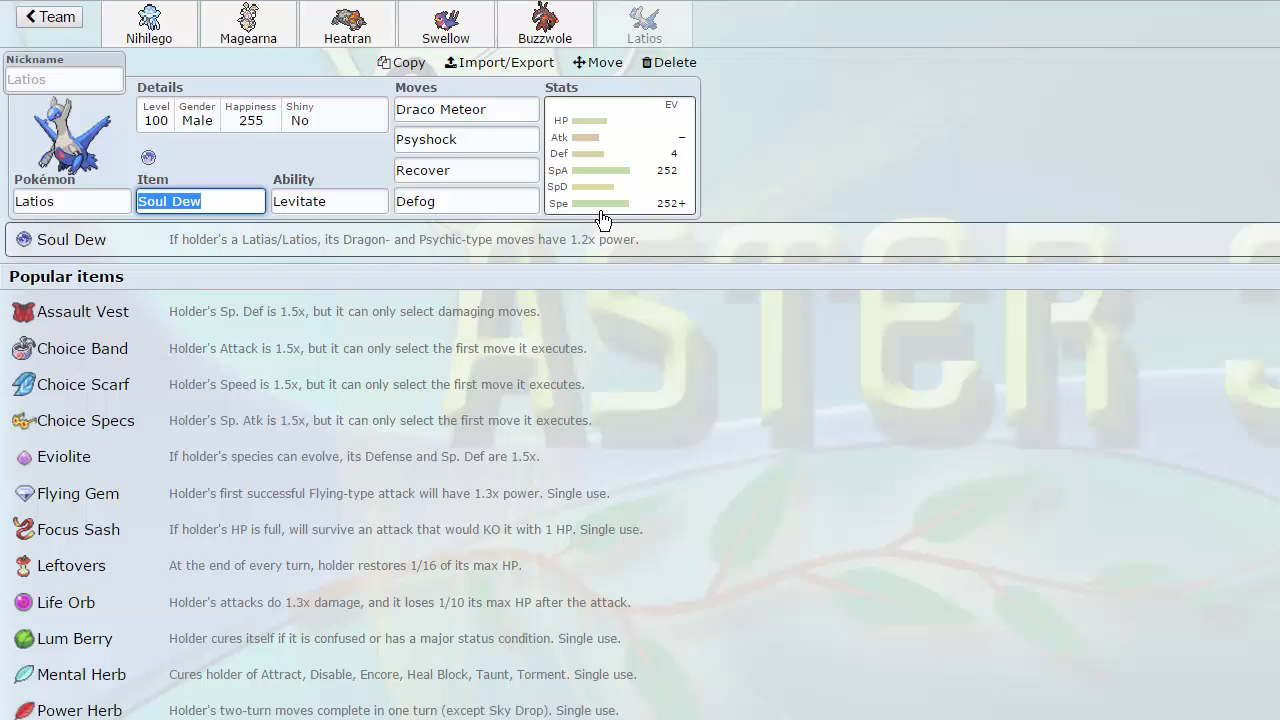 Team
Nihilego
Magearna
Heatran
Swellow
Buzzwole
Latios
Nickname
Latios
Copy
Import/Export
Move
Delete
Details
Moves
Stats
Level Gender Happiness Shiny
100 Male 255 No
Draco Meteor
Psyshock
Recover
Defog
EV
HP
Atk –
Def 4
SpA 252
SpD
Spe 252+
Pokémon Item Ability
Latios Soul Dew Levitate
Soul Dew If holder's a Latias/Latios, its Dragon- and Psychic-type moves have 1.2x power.
Popular items
Assault Vest Holder's Sp. Def is 1.5x, but it can only select damaging moves.
Choice Band Holder's Attack is 1.5x, but it can only select the first move it executes.
Choice Scarf Holder's Speed is 1.5x, but it can only select the first move it executes.
Choice Specs Holder's Sp. Atk is 1.5x, but it can only select the first move it executes.
Eviolite If holder's species can evolve, its Defense and Sp. Def are 1.5x.
Flying Gem Holder's first successful Flying-type attack will have 1.3x power. Single use.
Focus Sash If holder's HP is full, will survive an attack that would KO it with 1 HP. Single use.
Leftovers At the end of every turn, holder restores 1/16 of its max HP.
Life Orb Holder's attacks do 1.3x damage, and it loses 1/10 its max HP after the attack.
Lum Berry Holder cures itself if it is confused or has a major status condition. Single use.
Mental Herb Cures holder of Attract, Disable, Encore, Heal Block, Taunt, Torment. Single use.
Power Herb Holder's two-turn moves complete in one turn (except Sky Drop). Single use.
ASTER